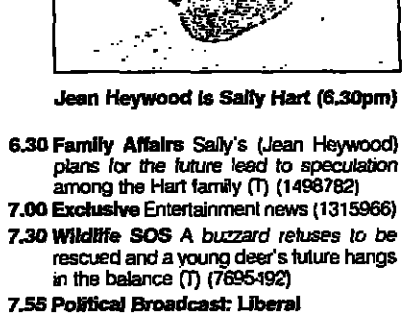 Jean Heywood is Sally Hart (6.30pm)
6.30 Family Affairs Sally's (Jean Heywood)
plans for the future lead to speculation
among the Hart family (T) (1498782)
7.00 Exclusive Entertainment news (1315966)
7.30 Wildlife SOS A buzzard refuses to be
rescued and a young deer's future hangs
in the balance (T) (7695492)
7.55 Political Broadcast: Liberal